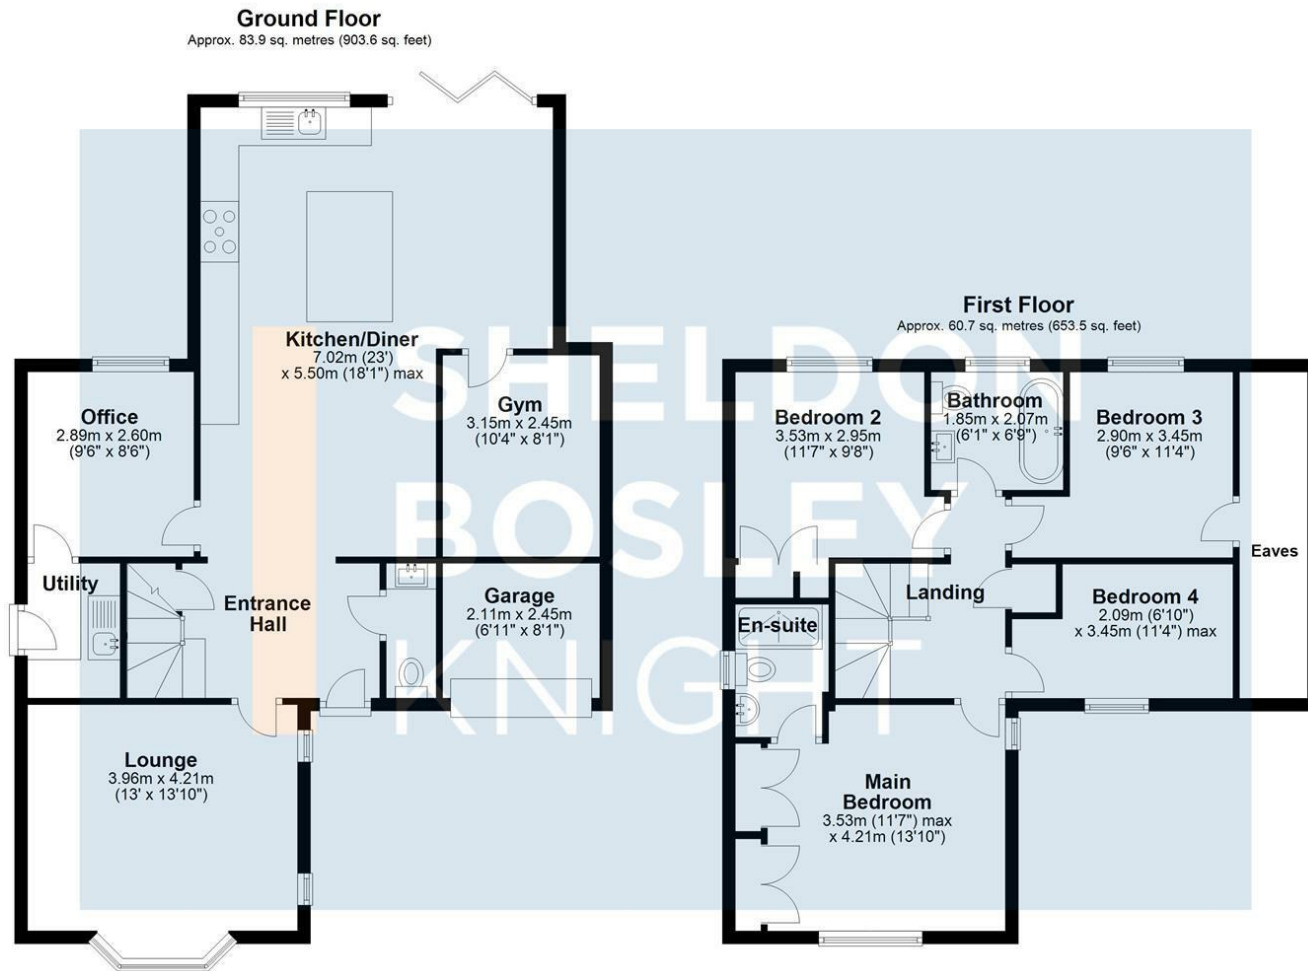 Ground Floor
Approx. 83.9 sq. metres (903.6 sq. feet)
Kitchen/Diner
7.02m (23')
x 5.50m (18'1") max
Office
2.89m x 2.60m
(9'6" x 8'6")
Gym
3.15m x 2.45m
(10'4" x 8'1")
Utility
Entrance
Hall
Garage
2.11m x 2.45m
(6'11" x 8'1")
Lounge
3.96m x 4.21m
(13' x 13'10")
First Floor
Approx. 60.7 sq. metres (653.5 sq. feet)
Bedroom 2
3.53m x 2.95m
(11'7" x 9'8")
Bathroom
1.85m x 2.07m
(6'1" x 6'9")
Bedroom 3
2.90m x 3.45m
(9'6" x 11'4")
Eaves
Landing
Bedroom 4
2.09m (6'10")
x 3.45m (11'4") max
En-suite
Main
Bedroom
3.53m (11'7") max
x 4.21m (13'10")
SHELDON
BOSLEY
KNIGHT